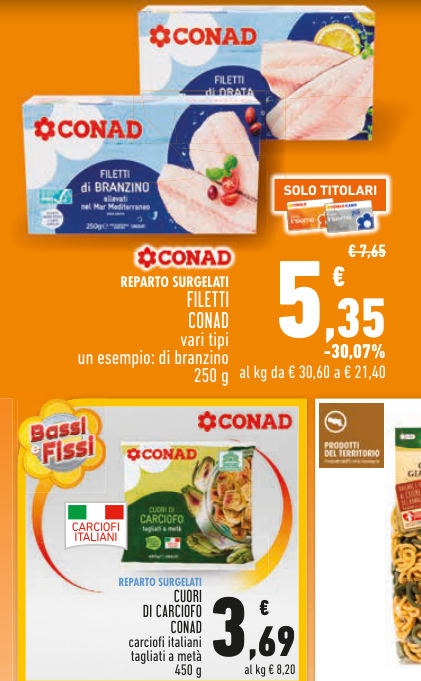 CONAD
FILETTI
di ORATA
CONAD
FILETTI
di BRANZINO
allevati
nel Mar Mediterraneo
250g
SOLO TITOLARI
CONAD
REPARTO SURGELATI
FILETTI
CONAD
vari tipi
un esempio: di branzino
250 g
€ 7,65
5,35 €
-30,07%
al kg da € 30,60 a € 21,40
Bassi
e Fissi
CONAD
CONAD
CUORI DI
CARCIOFO
tagliati a metà
CARCIOFI
ITALIANI
REPARTO SURGELATI
CUORI
DI CARCIOFO
CONAD
carciofi italiani
tagliati a metà
450 g
3,69 €
al kg € 8,20
PRODOTTI
DEL TERRITORIO